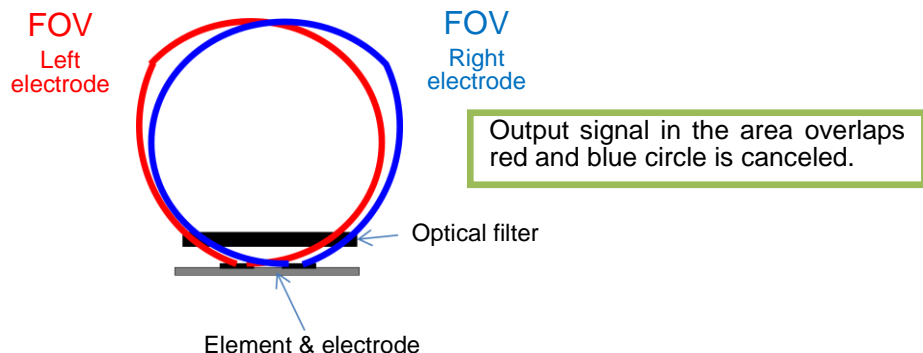 FOV
Left
electrode
FOV
Right
electrode
Output signal in the area overlaps
red and blue circle is canceled.
Optical filter
Element & electrode